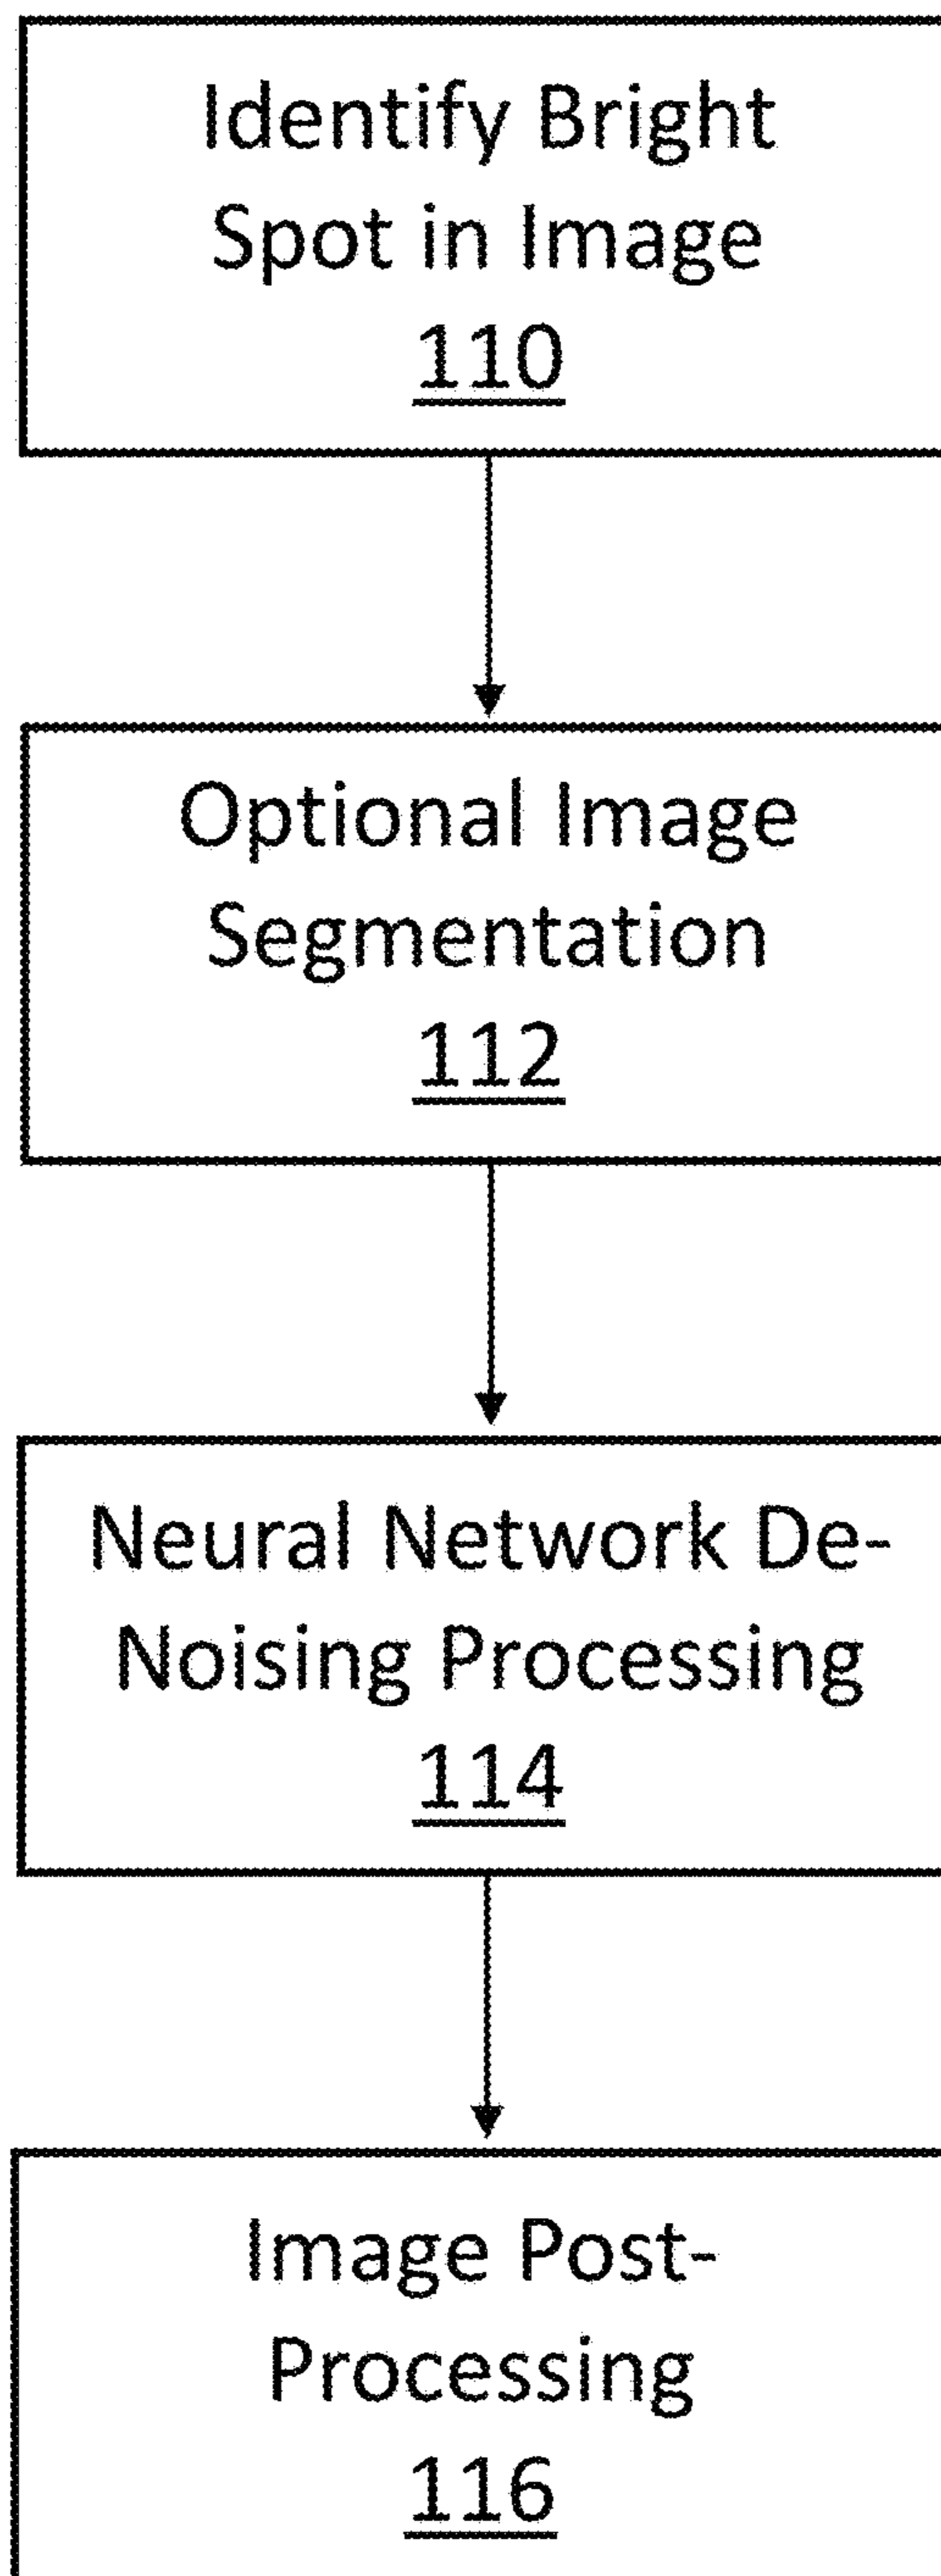 Identify Bright
Spot in Image
110
Optional Image
Segmentation
112
Neural Network De-
Noising Processing
114
Image Post-
Processing
116